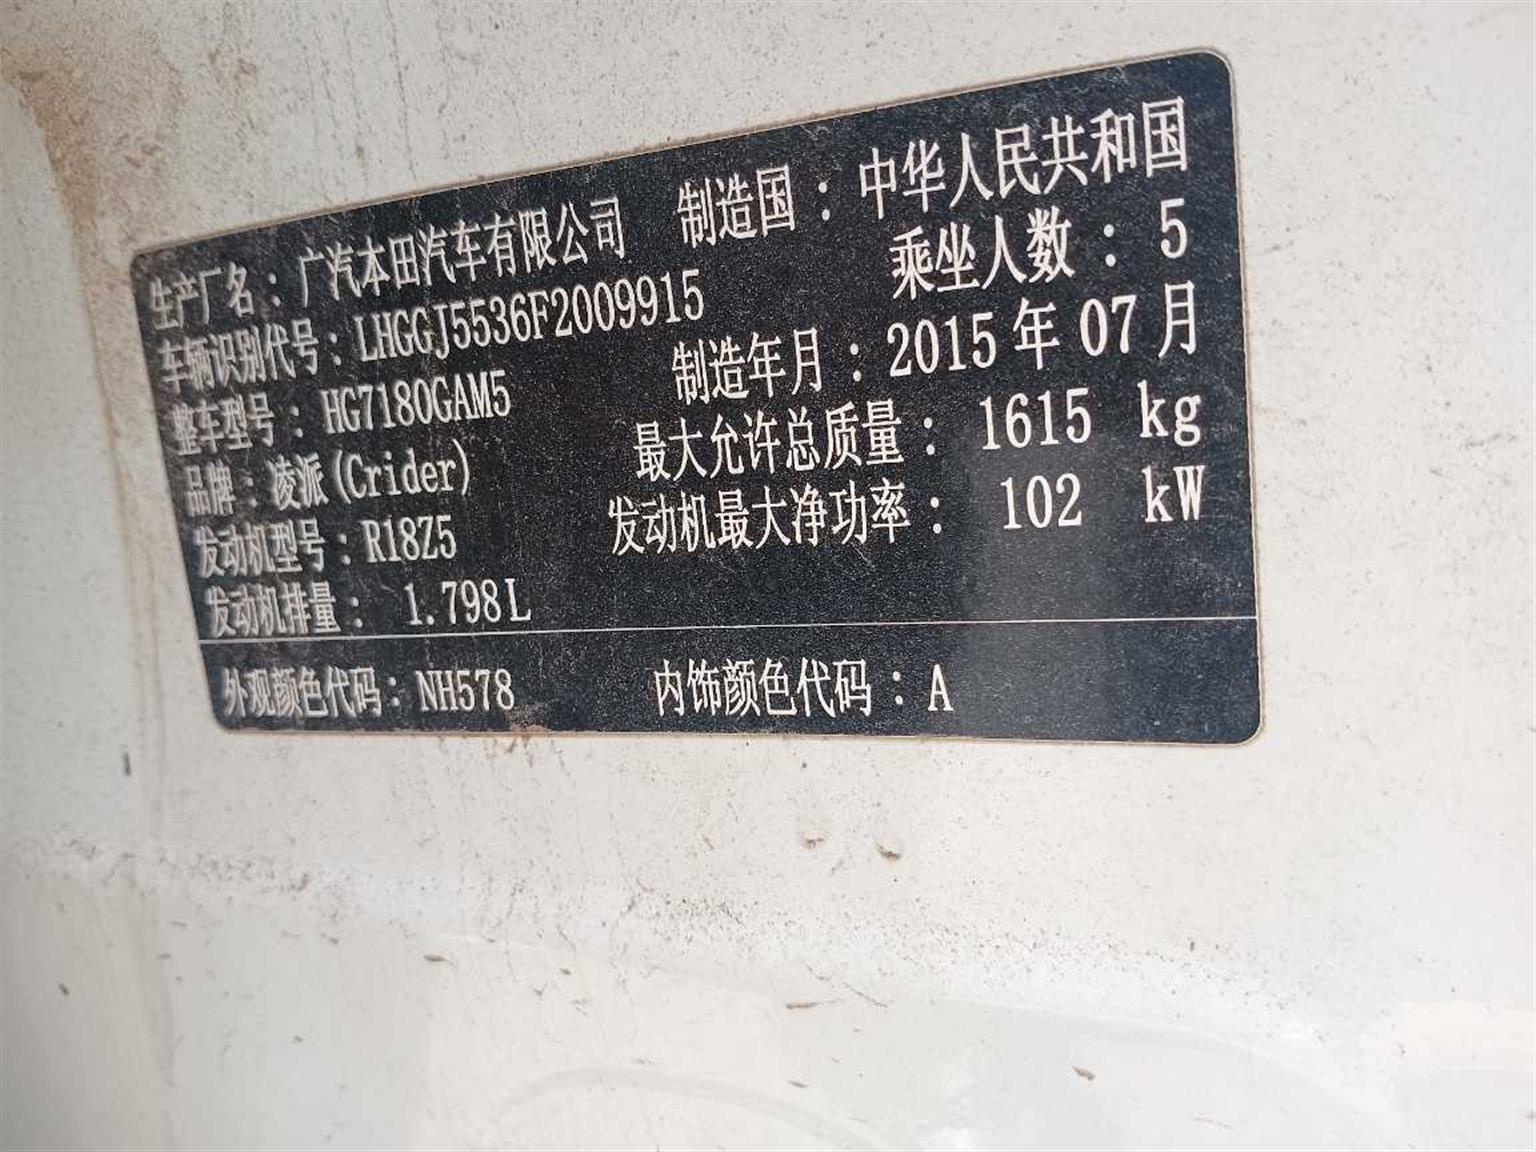 生产厂名：广汽本田汽车有限公司 制造国：中华人民共和国
车辆识别代号：LHGGJ5536F2009915 乘坐人数：5
整车型号：HG7180GAM5 制造年月：2015年07月
品牌：凌派(Crider) 最大允许总质量：1615 kg
发动机型号：R18Z5 发动机最大净功率：102 kW
发动机排量：1.798L
外观颜色代码：NH578 内饰颜色代码：A